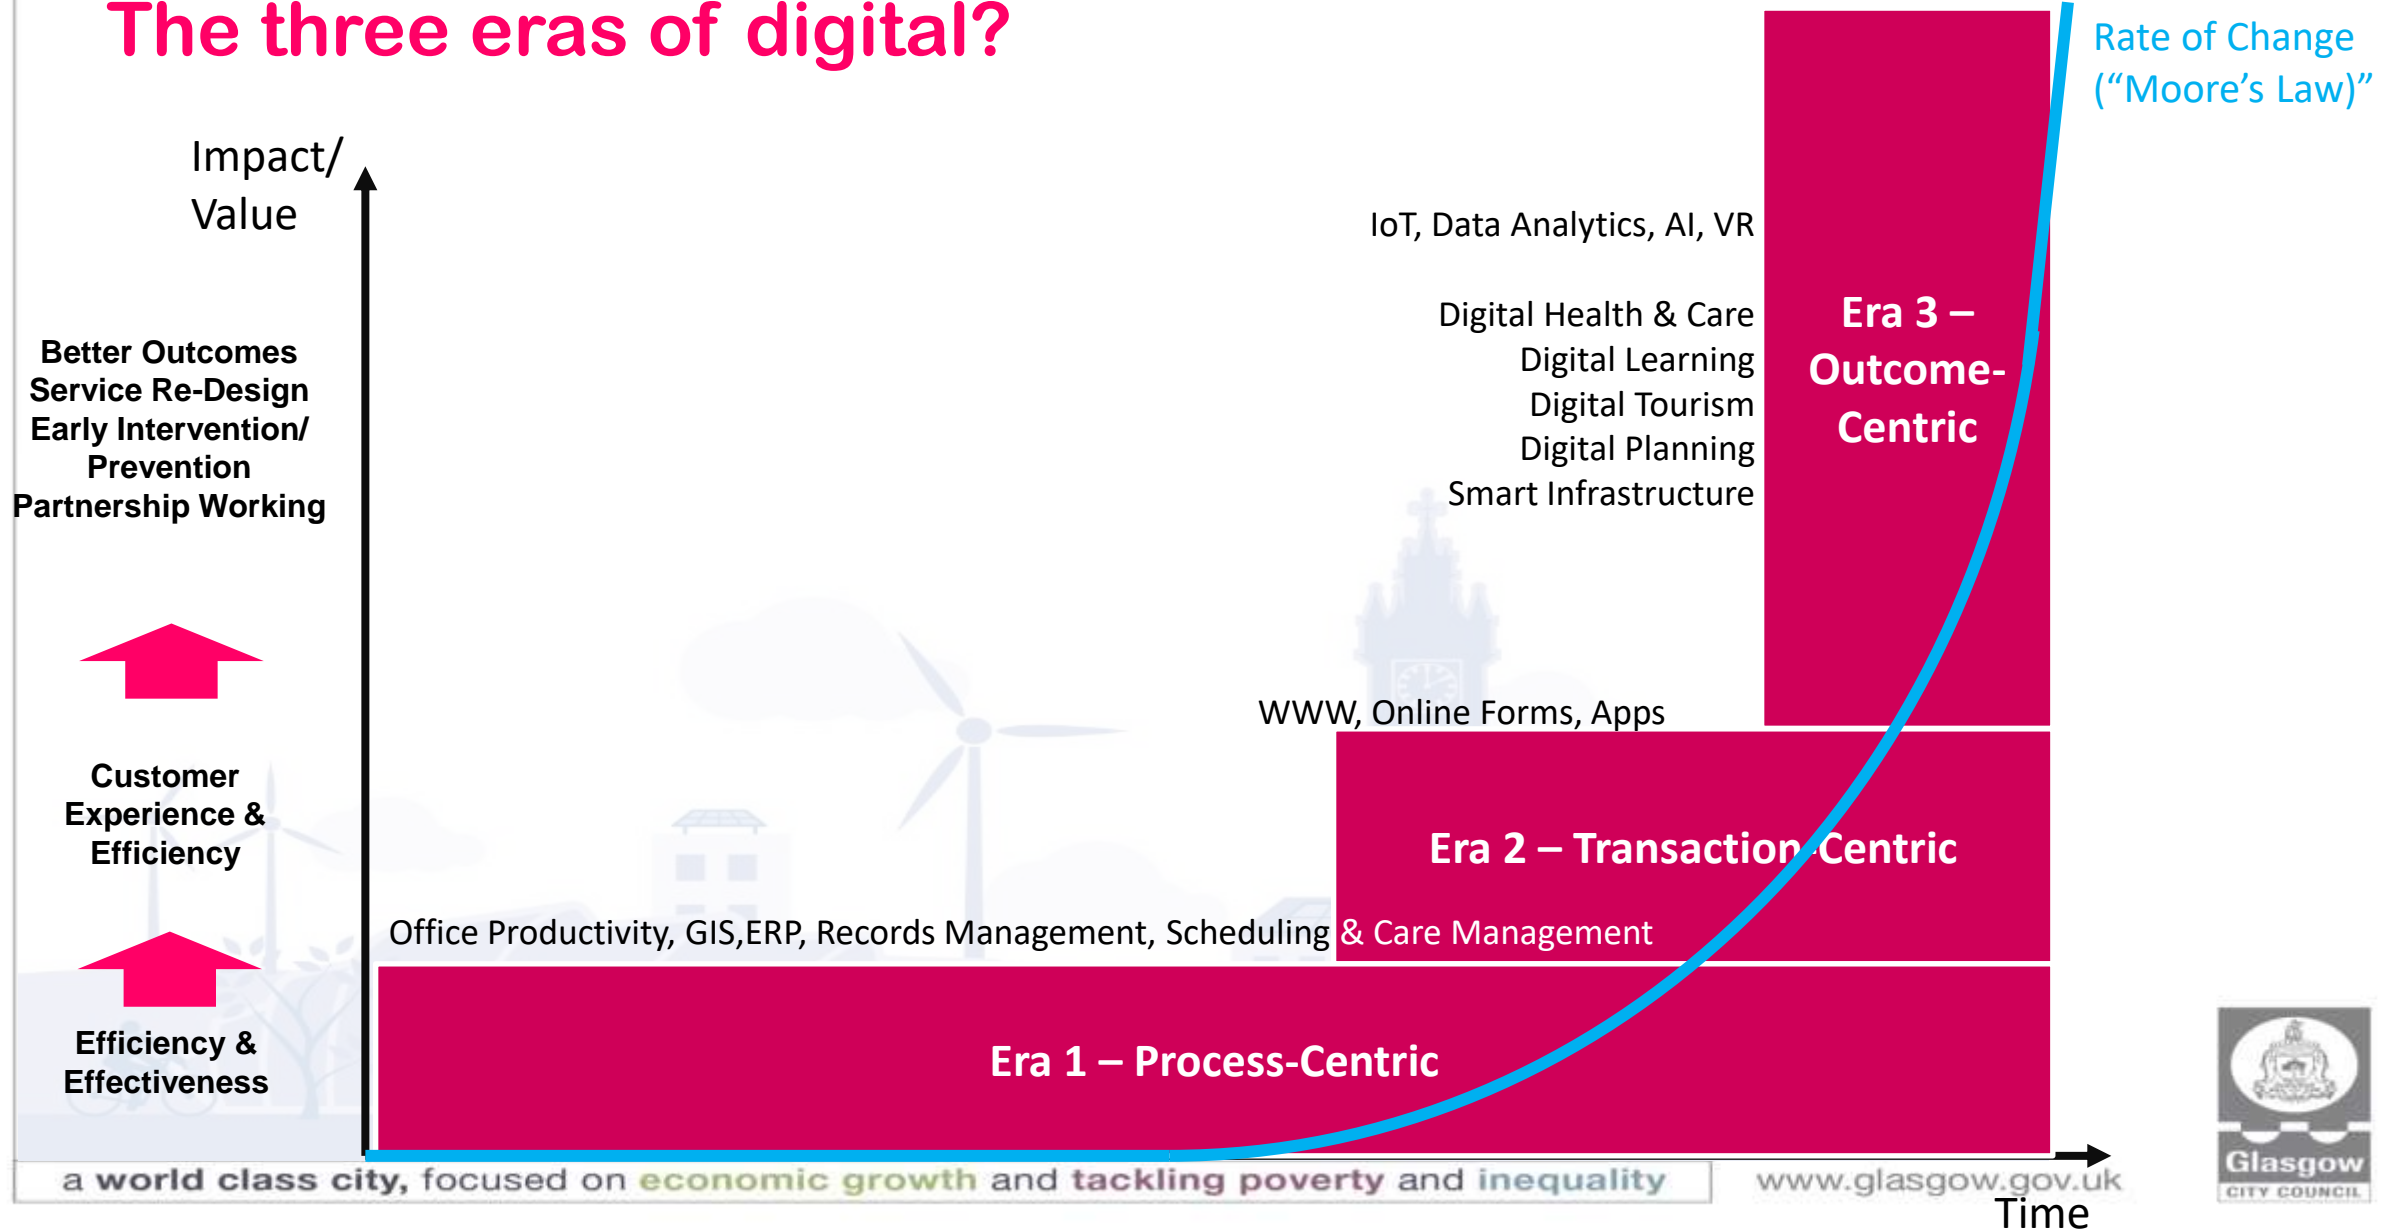 The three eras of digital?
Rate of Change
(“Moore’s Law)”
Impact/
Value
IoT, Data Analytics, AI, VR
Digital Health & Care
Digital Learning
Digital Tourism
Digital Planning
Smart Infrastructure
Era 3 –
Outcome-
Centric
Better Outcomes
Service Re-Design
Early Intervention/
Prevention
Partnership Working
WWW, Online Forms, Apps
Customer
Experience &
Efficiency
Era 2 – Transaction-Centric
Office Productivity, GIS,ERP, Records Management, Scheduling & Care Management
Efficiency &
Effectiveness
Era 1 – Process-Centric
a world class city, focused on economic growth and tackling poverty and inequality
www.glasgow.gov.uk
Glasgow
CITY COUNCIL
Time